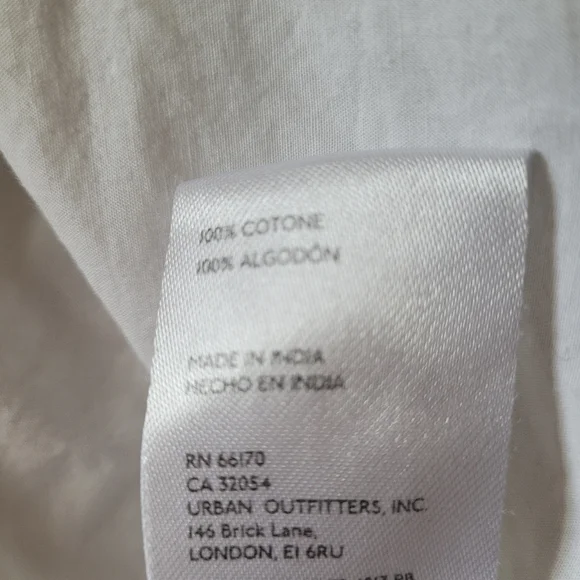 100% COTONE
100% ALGODÓN
MADE IN INDIA
HECHO EN INDIA
RN 66170
CA 32054
URBAN OUTFITTERS, INC.
146 Brick Lane,
LONDON, E1 6RU